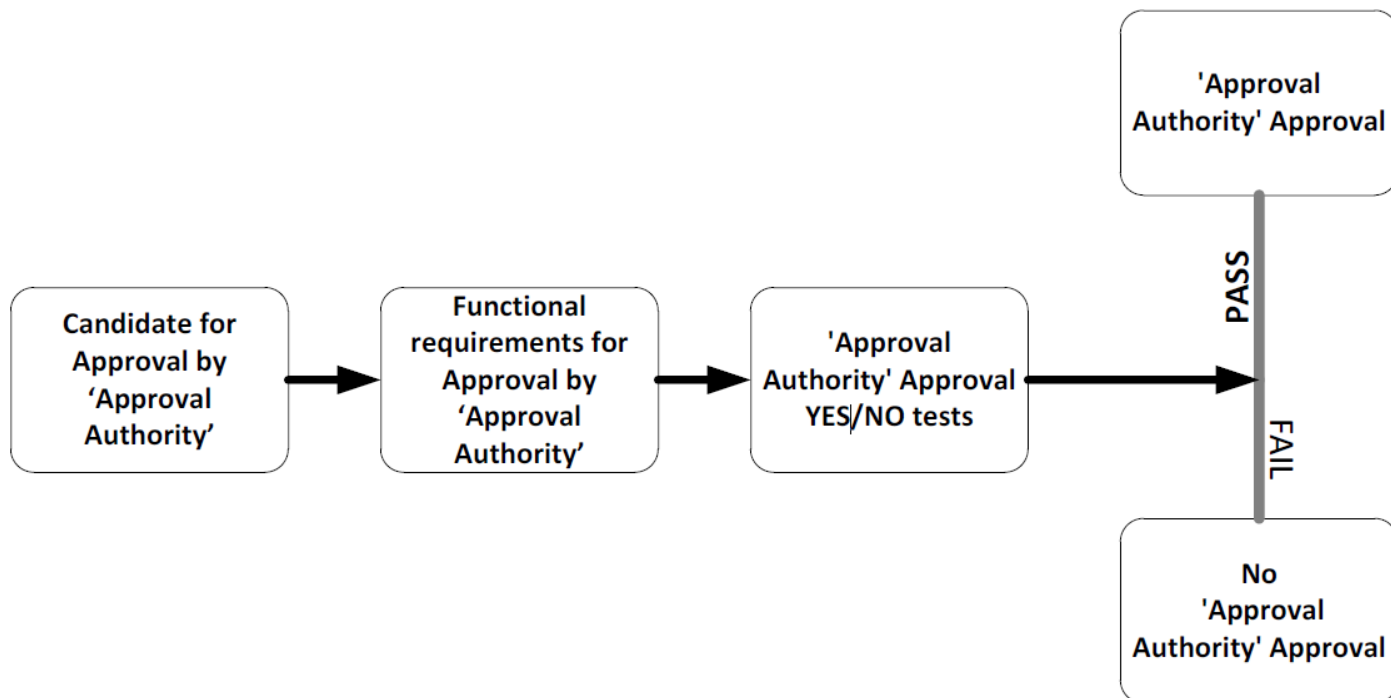 'Approval
Authority' Approval
PASS
Candidate for
Approval by
‘Approval
Authority’
Functional
requirements for
Approval by
‘Approval
Authority’
'Approval
Authority' Approval
YES/NO tests
FAIL
No
'Approval
Authority' Approval